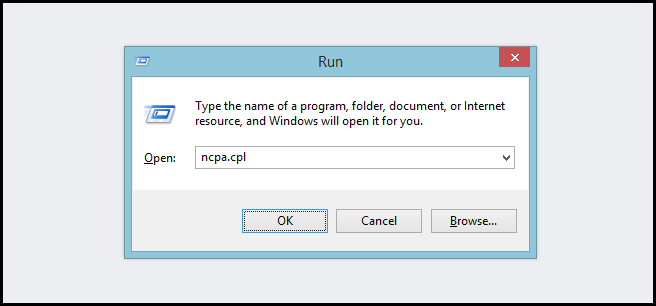 Run
Type the name of a program, folder, document, or Internet
resource, and Windows will open it for you.
Open: ncpa.cpl
OK Cancel Browse...